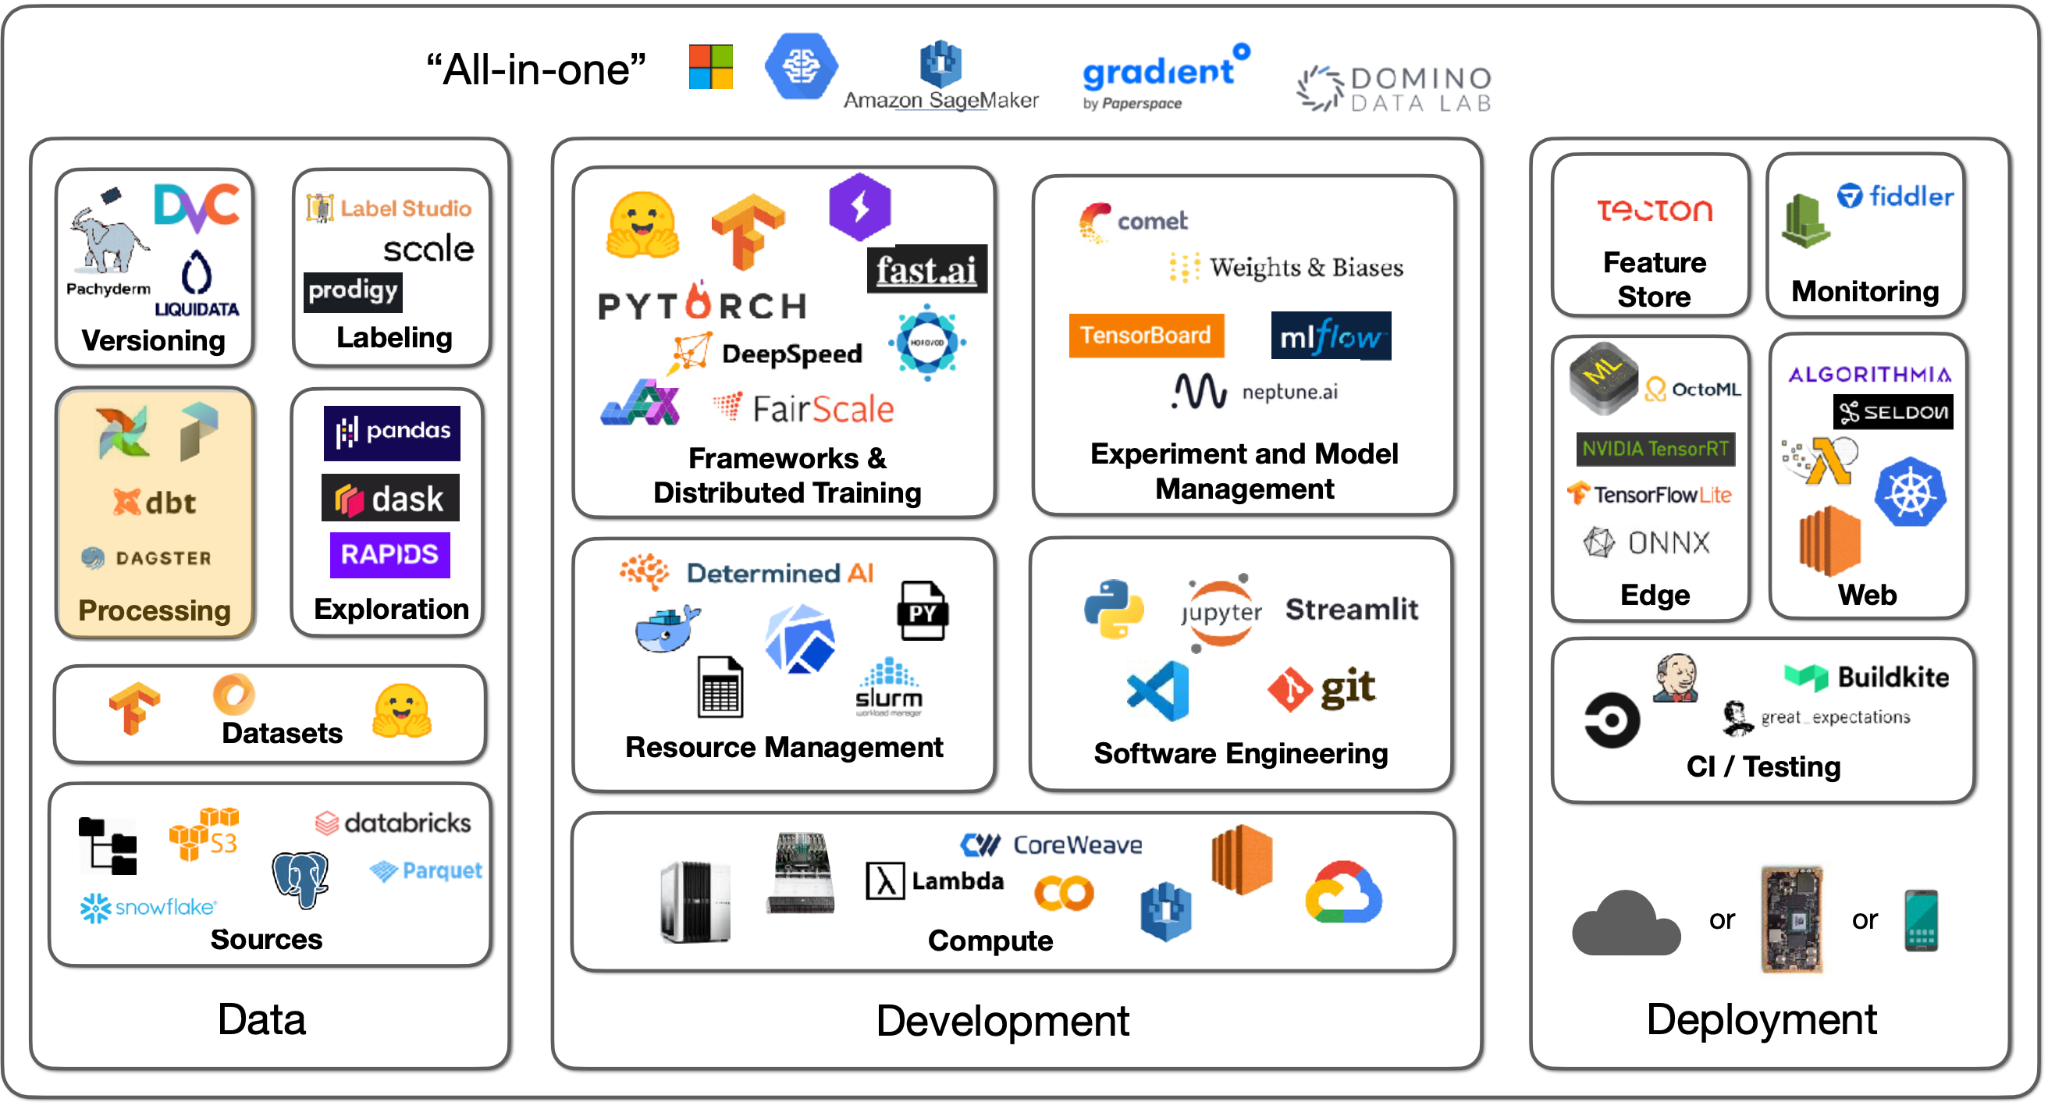 “All-in-one”
Amazon SageMaker
gradient
by Paperspace
DOMINO
DATA LAB
DVC
Pachyderm
LIQUIDATA
Versioning
Label Studio
scale
prodigy
Labeling
dbt
DAGSTER
Processing
pandas
dask
RAPIDS
Exploration
Datasets
S3
databricks
Parquet
snowflake
Sources
Data
fast.ai
PYTORCH
HOROVOD
DeepSpeed
JAX
FairScale
Frameworks &
Distributed Training
comet
Weights & Biases
TensorBoard
mlflow
neptune.ai
Experiment and Model
Management
Determined AI
PY
slurm
workload manager
Resource Management
jupyter
Streamlit
git
Software Engineering
CoreWeave
Lambda
Compute
Development
TECTON
Feature
Store
fiddler
Monitoring
ML
OctoML
NVIDIA TensorRT
TensorFlow Lite
ONNX
Edge
ALGORITHMIA
SELDON
Web
Buildkite
great_expectations
CI / Testing
or
or
Deployment